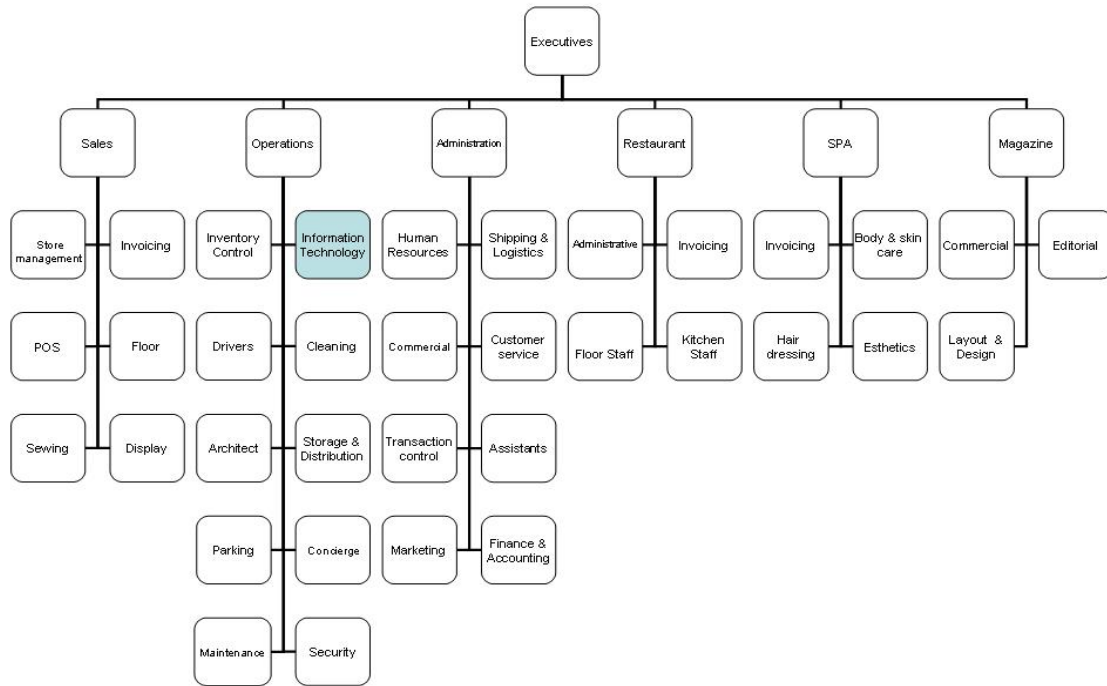 Executives
Sales
Operations
Administration
Restaurant
SPA
Magazine
Store
management
Invoicing
Inventory
Control
Information
Technology
Human
Resources
Shipping &
Logistics
Administrative
Invoicing
Invoicing
Body & skin
care
Commercial
Editorial
POS
Floor
Drivers
Cleaning
Commercial
Customer
service
Floor Staff
Kitchen
Staff
Hair
dressing
Esthetics
Layout & 
Design
Sewing
Display
Architect
Storage &
Distribution
Transaction
control
Assistants
Parking
Concierge
Marketing
Finance &
Accounting
Maintenance
Security